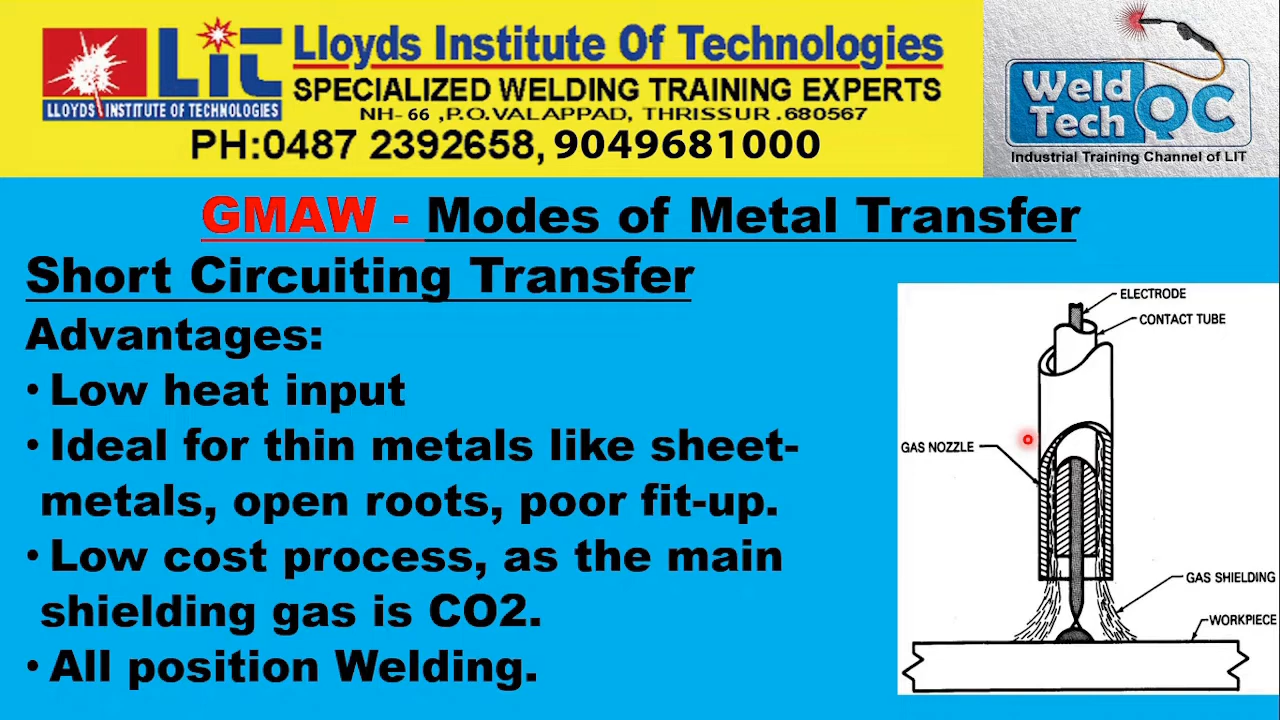 LiT
LLOYDS INSTITUTE OF TECHNOLOGIES
Lloyds Institute Of Technologies
SPECIALIZED WELDING TRAINING EXPERTS
NH- 66 ,P.O.VALAPPAD, THRISSUR .680567
PH:0487 2392658, 9049681000
Weld
Tech
QC
Industrial Training Channel of LIT
GMAW - Modes of Metal Transfer
Short Circuiting Transfer
Advantages:
• Low heat input
• Ideal for thin metals like sheet-
metals, open roots, poor fit-up.
• Low cost process, as the main
shielding gas is CO2.
• All position Welding.
ELECTRODE
CONTACT TUBE
GAS NOZZLE
GAS SHIELDING
WORKPIECE